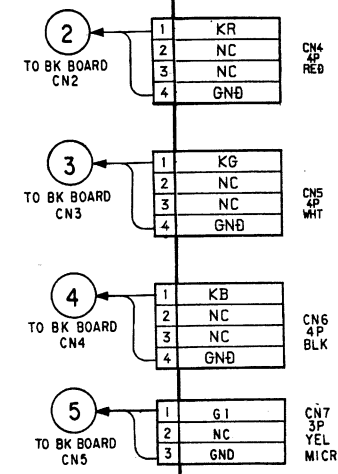 2
TO BK BOARD
CN2
1 KR
2 NC
3 NC
4 GND
CN4
4P
RED
3
TO BK BOARD
CN3
1 KG
2 NC
3 NC
4 GND
CN5
4P
WHT
4
TO BK BOARD
CN4
1 KB
2 NC
3 NC
4 GND
CN6
4P
BLK
5
TO BK BOARD
CN5
1 G1
2 NC
3 GND
CN7
3P
YEL
MICR